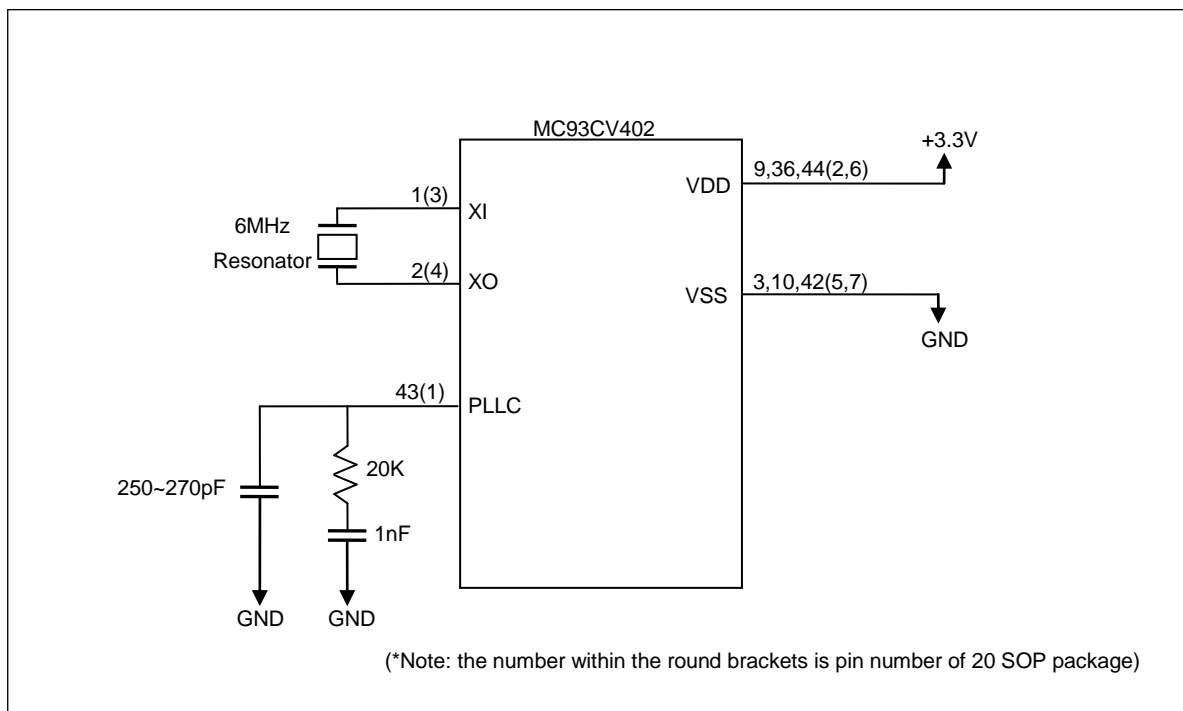 MC93CV402
+3.3V
9,36,44(2,6)
VDD
1(3)
XI
6MHz
Resonator
2(4)
XO
3,10,42(5,7)
VSS
GND
43(1)
PLLC
20K
250~270pF
1nF
GND
GND
(*Note: the number within the round brackets is pin number of 20 SOP package)